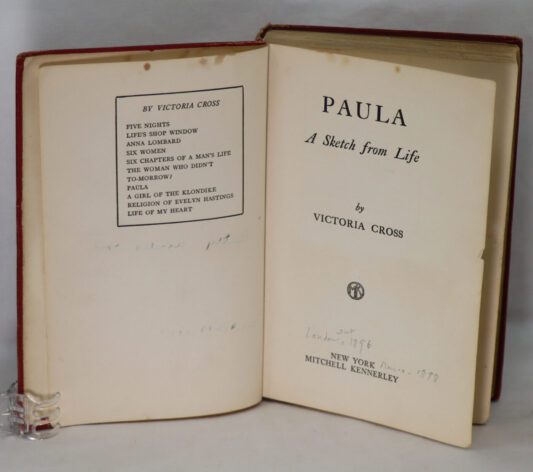 BY VICTORIA CROSS
FIVE NIGHTS
LIFE'S SHOP WINDOW
ANNA LOMBARD
SIX WOMEN
SIX CHAPTERS OF A MAN'S LIFE
THE WOMAN WHO DIDN'T
TO-MORROW?
PAULA
A GIRL OF THE KLONDIKE
RELIGION OF EVELYN HASTINGS
LIFE OF MY HEART
PAULA
A Sketch from Life
by
VICTORIA CROSS
London 1896
NEW YORK
MITCHELL KENNERLEY